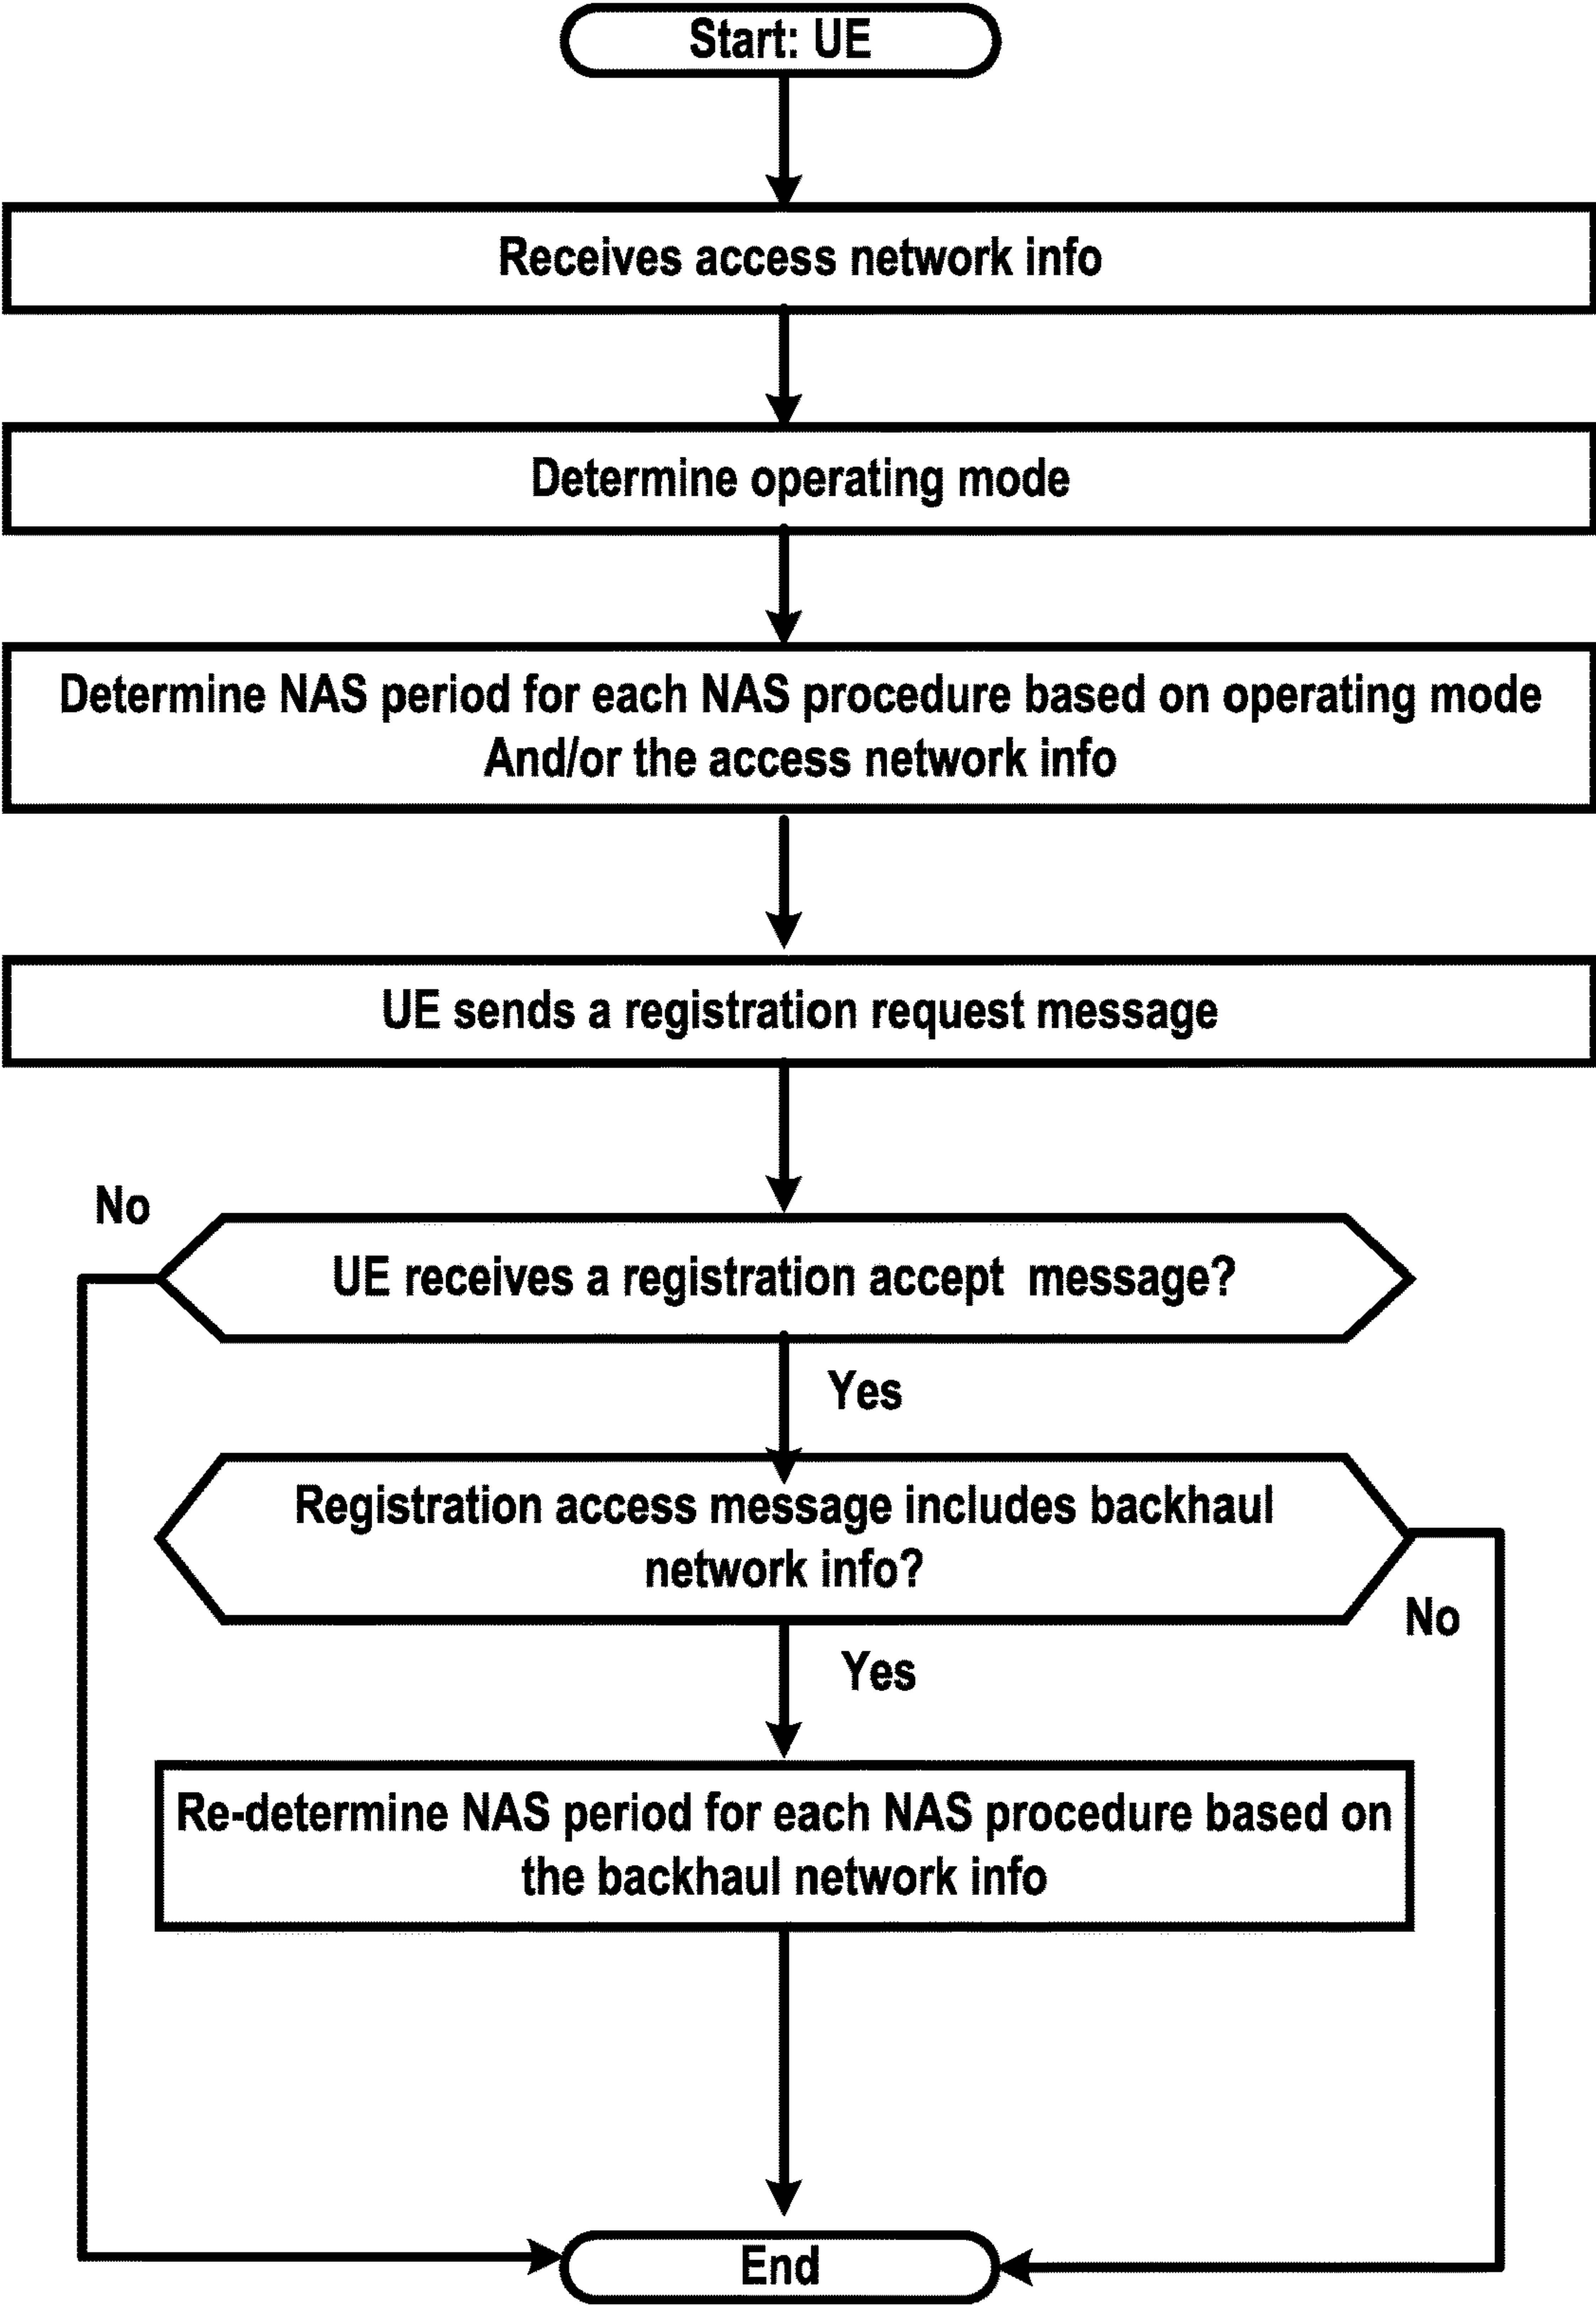 Start: UE
Receives access network info
Determine operating mode
Determine NAS period for each NAS procedure based on operating mode
And/or the access network info
UE sends a registration request message
No
UE receives a registration accept message?
Yes
Registration access message includes backhaul
network info?
No
Yes
Re-determine NAS period for each NAS procedure based on
the backhaul network info
End